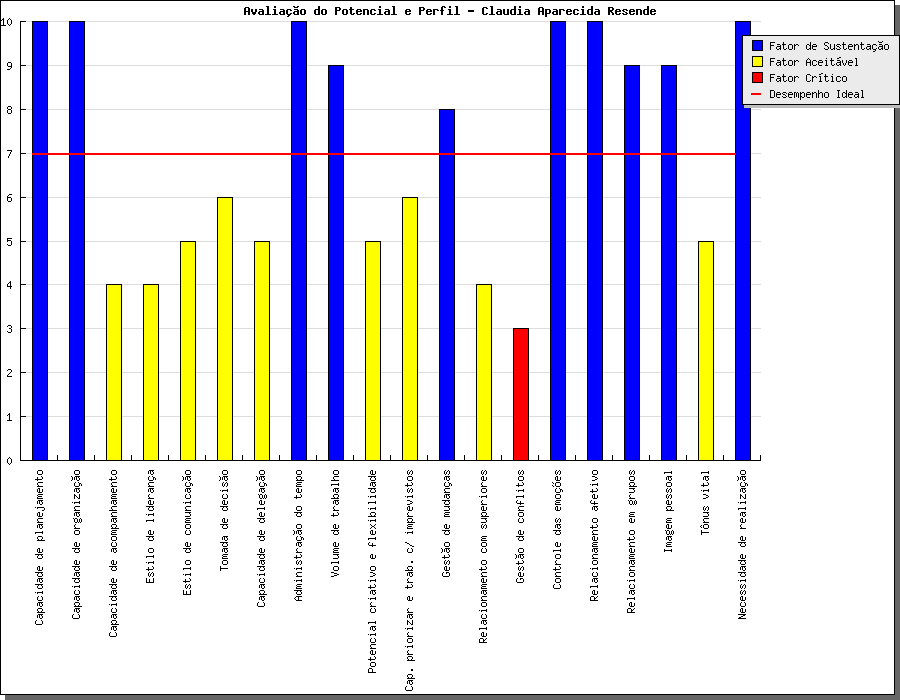 Avaliação do Potencial e Perfil - Claudia Aparecida Resende
10
9
8
7
6
5
4
3
2
1
0
Fator de Sustentação
Fator Aceitável
Fator Crítico
Desempenho Ideal
Capacidade de planejamento
Capacidade de organização
Capacidade de acompanhamento
Estilo de liderança
Estilo de comunicação
Tomada de decisão
Capacidade de delegação
Administração do tempo
Volume de trabalho
Potencial criativo e flexibilidade
Cap. priorizar e trab. c/ imprevistos
Gestão de mudanças
Relacionamento com superiores
Gestão de conflitos
Controle das emoções
Relacionamento afetivo
Relacionamento em grupos
Imagem pessoal
Tônus vital
Necessidade de realização